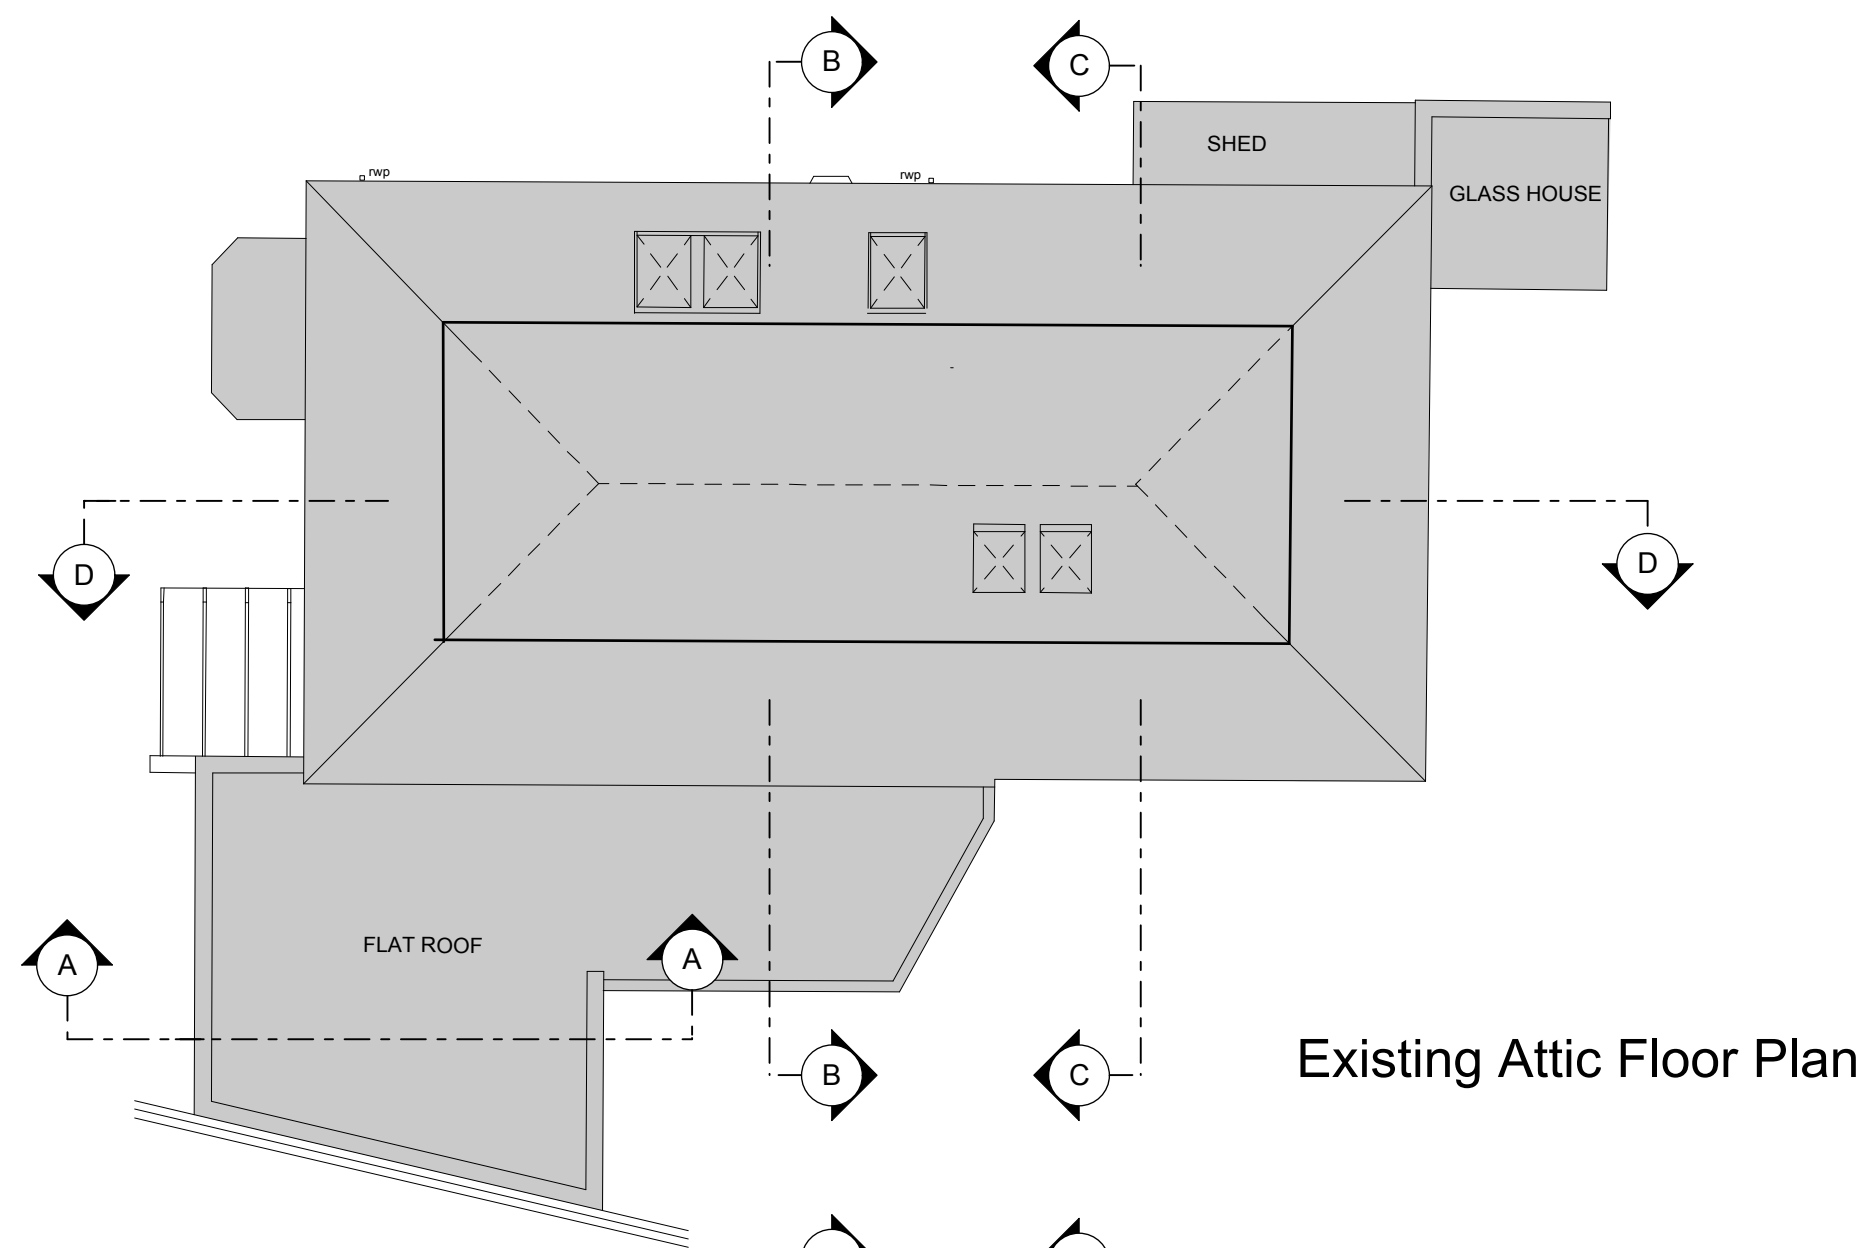 B
C
SHED
rwp
rwp
GLASS HOUSE
D
D
FLAT ROOF
A
A
Existing Attic Floor Plan
B
C